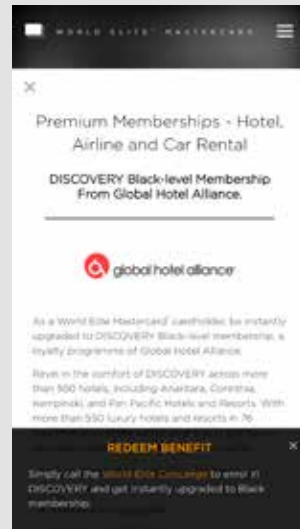 WORLD ELITE™ MASTERCARD
Premium Memberships - Hotel,
Airline and Car Rental
DISCOVERY Black-level Membership
From Global Hotel Alliance.
global hotel alliance
As a World Elite Mastercard® cardholder, be instantly
upgraded to DISCOVERY Black-level membership, a
loyalty programme of Global Hotel Alliance.
Revel in the comfort of DISCOVERY across more
than 500 hotels, including Anantara, Corinthia,
Kempinski, and Pan Pacific Hotels and Resorts. With
more than 550 luxury hotels and resorts in 76
REDEEM BENEFIT
Simply call the World Elite Concierge to enrol in
DISCOVERY and get instantly upgraded to Black
membership.